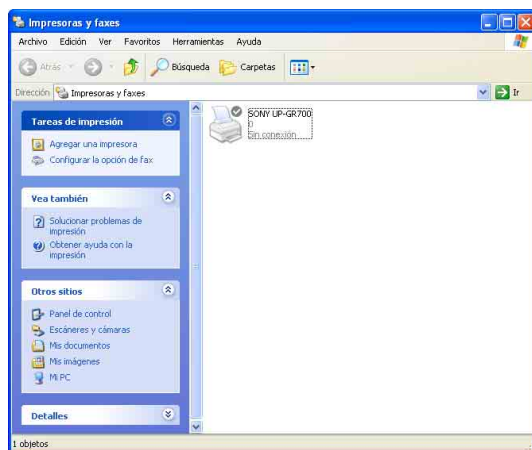 Impresoras y faxes
Archivo Edición Ver Favoritos Herramientas Ayuda
Atrás Búsqueda Carpetas
Dirección Impresoras y faxes Ir
Tareas de impresión
Agregar una impresora
Configurar la opción de fax
Vea también
Solucionar problemas de
impresión
Obtener ayuda con la
impresión
Otros sitios
Panel de control
Escáneres y cámaras
Mis documentos
Mis imágenes
Mi PC
Detalles
SONY UP-GR700
0
Sin conexión
1 objetos